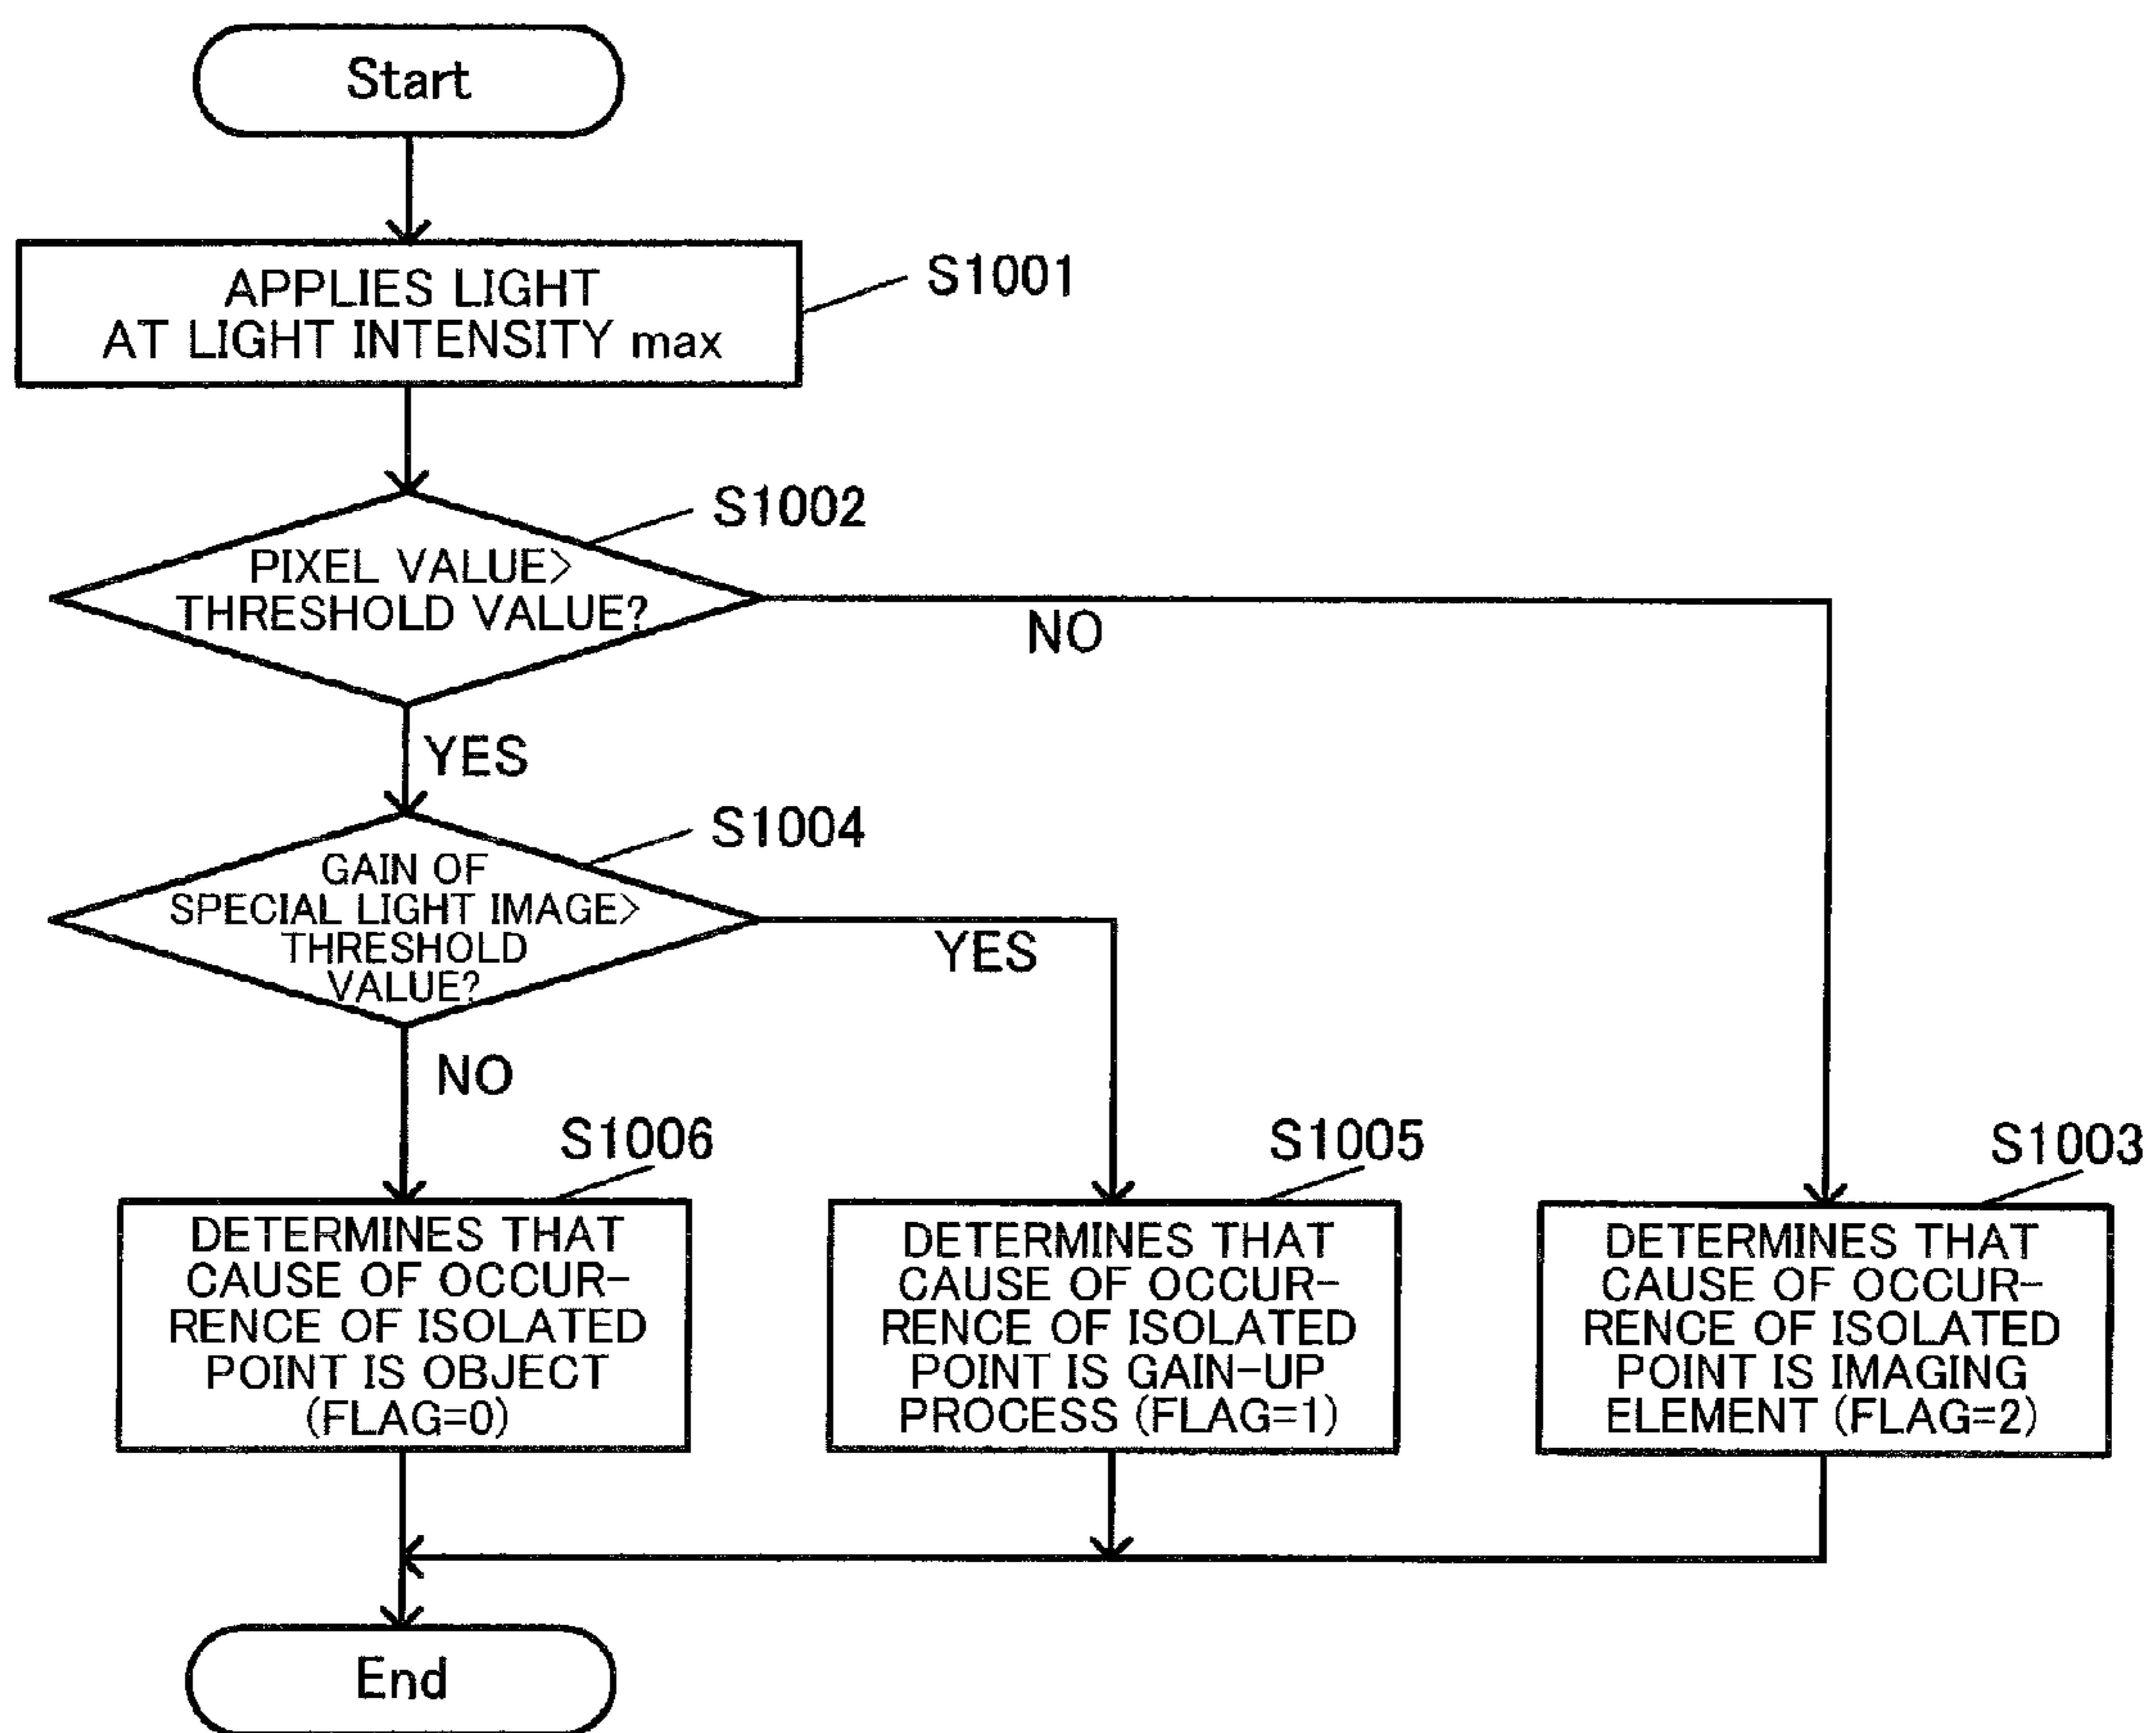 Start
APPLIES LIGHT
AT LIGHT INTENSITY max
S1001
PIXEL VALUE>
THRESHOLD VALUE?
S1002
NO
YES
GAIN OF
SPECIAL LIGHT IMAGE>
THRESHOLD
VALUE?
S1004
YES
NO
S1006
DETERMINES THAT
CAUSE OF OCCUR-
RENCE OF ISOLATED
POINT IS OBJECT
(FLAG=0)
S1005
DETERMINES THAT
CAUSE OF OCCUR-
RENCE OF ISOLATED
POINT IS GAIN-UP
PROCESS (FLAG=1)
S1003
DETERMINES THAT
CAUSE OF OCCUR-
RENCE OF ISOLATED
POINT IS IMAGING
ELEMENT (FLAG=2)
End